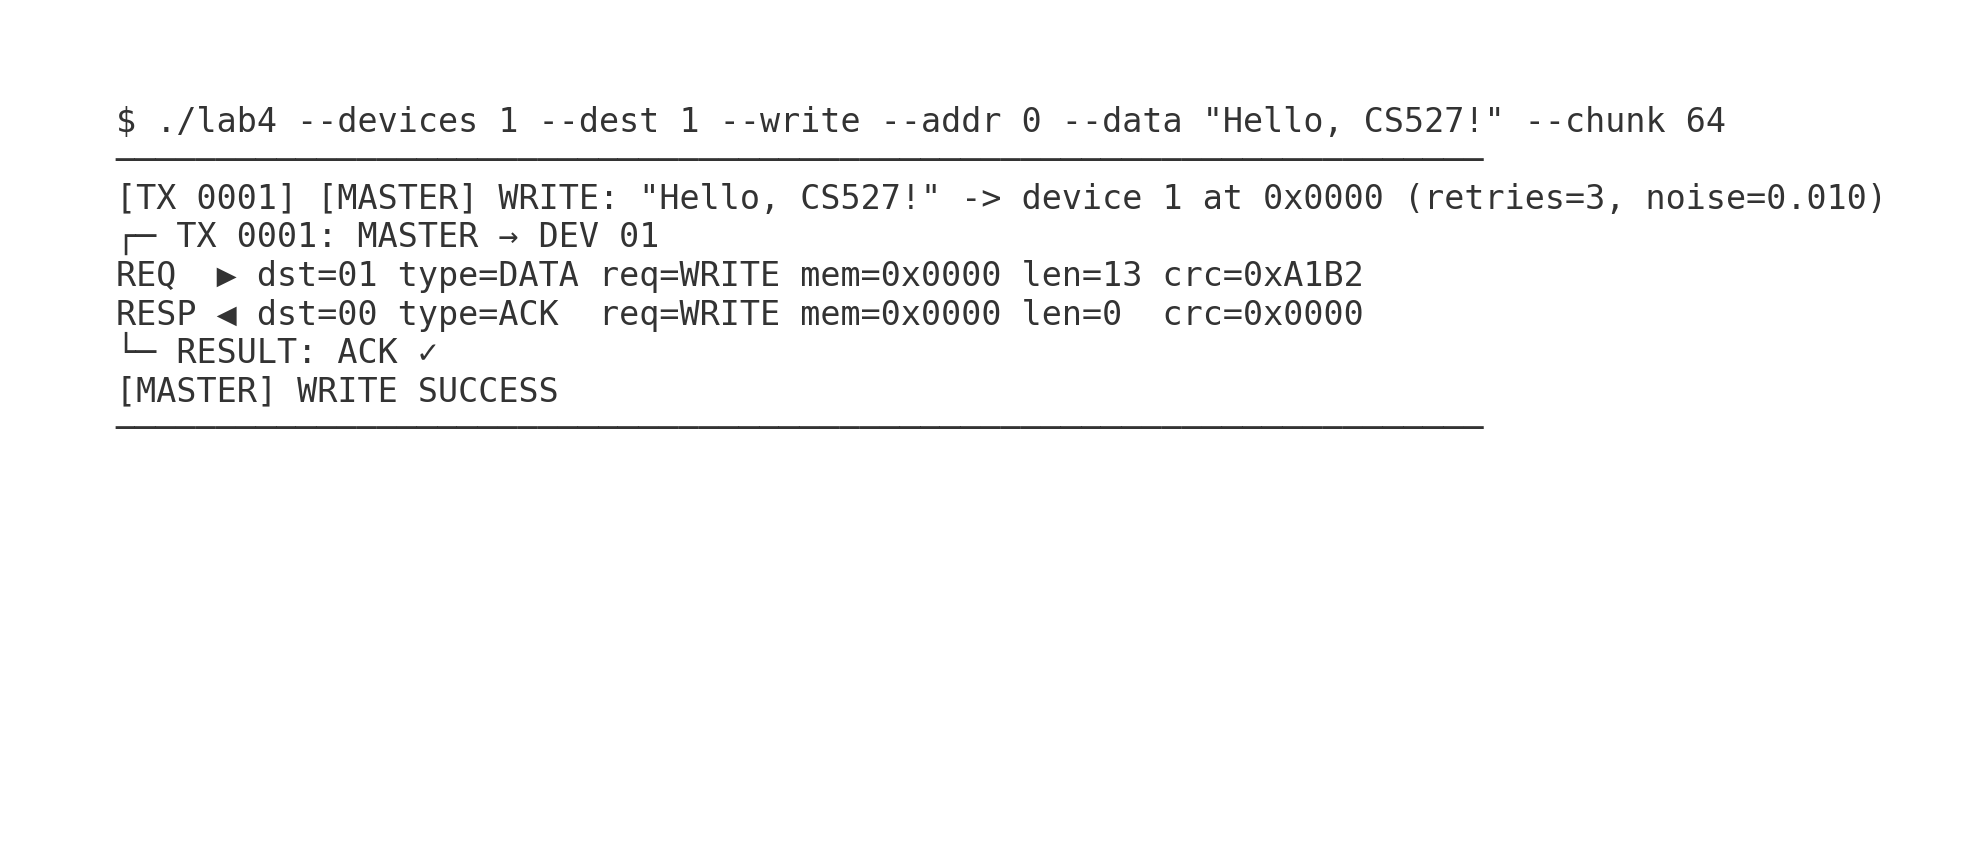 $ ./lab4 --devices 1 --dest 1 --write --addr 0 --data "Hello, CS527!" --chunk 64
────────────────────────────────────────────────────────────────────
[TX 0001] [MASTER] WRITE: "Hello, CS527!" -> device 1 at 0x0000 (retries=3, noise=0.010)
┌─ TX 0001: MASTER → DEV 01
REQ  ▶ dst=01 type=DATA req=WRITE mem=0x0000 len=13 crc=0xA1B2
RESP ◀ dst=00 type=ACK  req=WRITE mem=0x0000 len=0  crc=0x0000
└─ RESULT: ACK ✓
[MASTER] WRITE SUCCESS
────────────────────────────────────────────────────────────────────